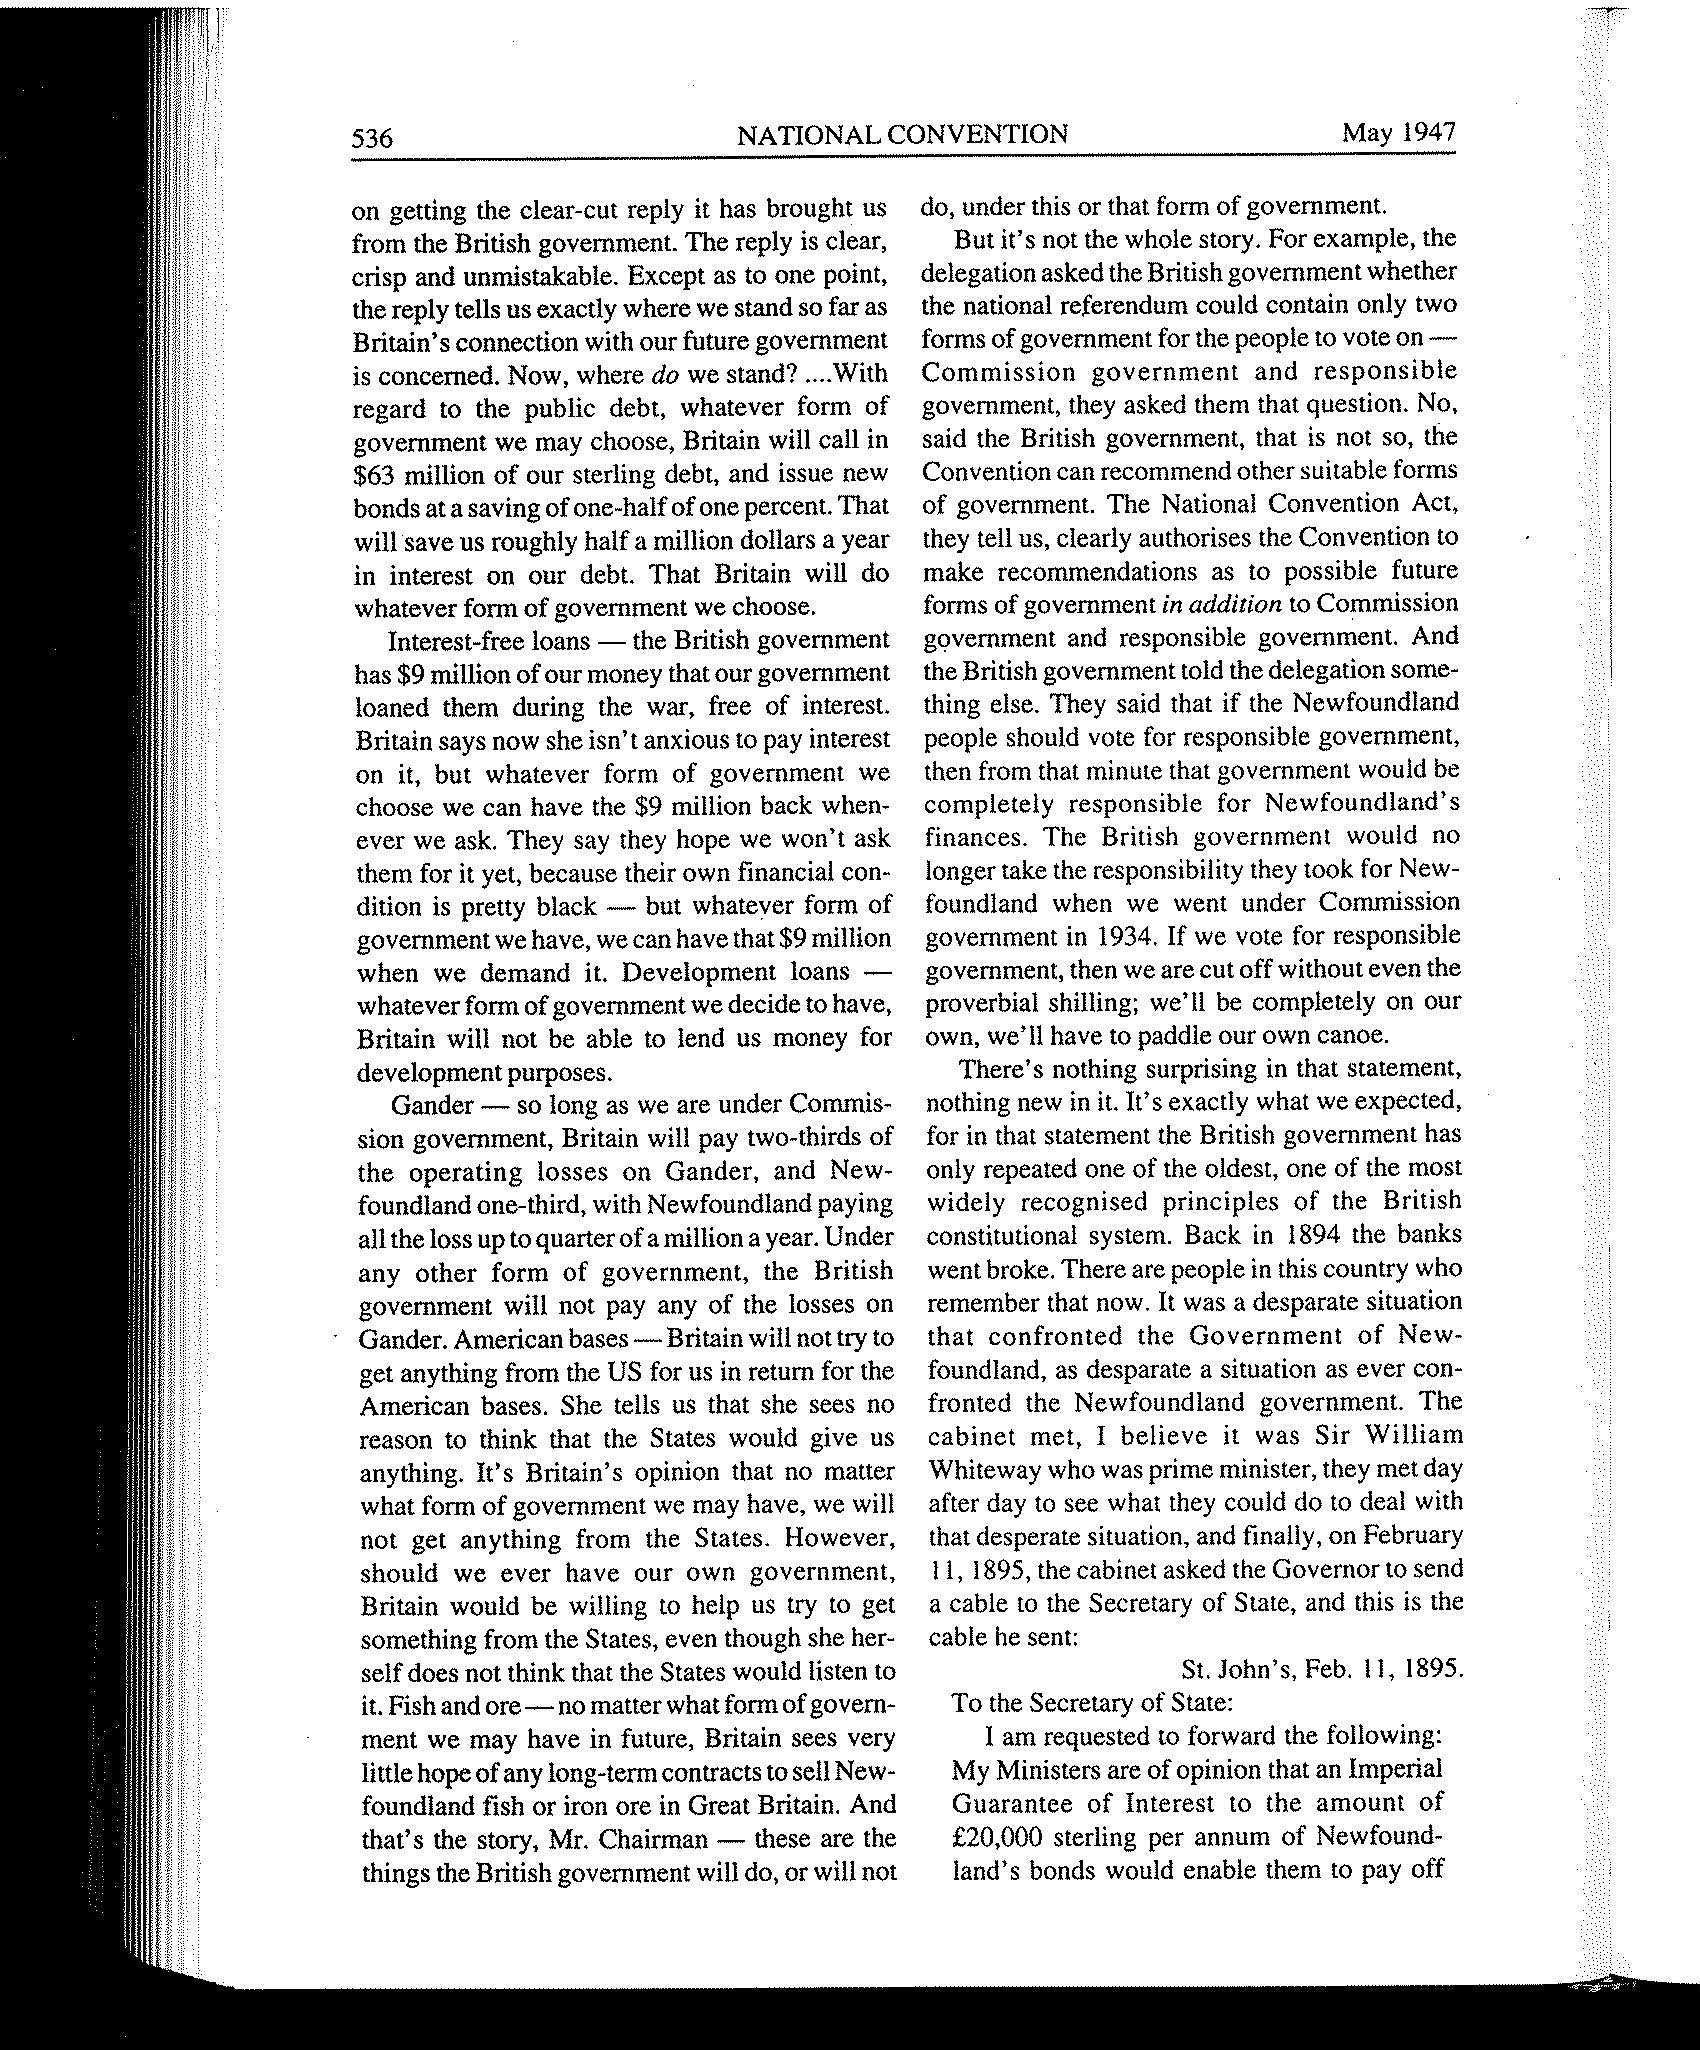 536
NATIONAL CONVENTION
May 1947
on getting the clear-cut reply it has brought us
from the British government. The reply is clear,
crisp and unmistakable. Except as to one point,
the reply tells us exactly where we stand so far as
Britain's connection with our future government
is concerned. Now, where do we stand? ....With
regard to the public debt, whatever form of
government we may choose, Britain will call in
$63 million of our sterling debt, and issue new
bonds at a saving of one-half of one percent. That
will save us roughly half a million dollars a year
in interest on our debt. That Britain will do
whatever form of government we choose.
Interest-free loans — the British government
has $9 million of our money that our government
loaned them during the war, free of interest.
Britain says now she isn't anxious to pay interest
on it, but whatever form of government we
choose we can have the $9 million back when-
ever we ask. They say they hope we won't ask
them for it yet, because their own financial con-
dition is pretty black — but whatever form of
government we have, we can have that $9 million
when we demand it. Development loans —
whatever form of government we decide to have,
Britain will not be able to lend us money for
development purposes.
Gander — so long as we are under Commis-
sion government, Britain will pay two-thirds of
the operating losses on Gander, and New-
foundland one-third, with Newfoundland paying
all the loss up to quarter of a million a year. Under
any other form of government, the British
government will not pay any of the losses on
Gander. American bases — Britain will not try to
get anything from the US for us in return for the
American bases. She tells us that she sees no
reason to think that the States would give us
anything. It's Britain's opinion that no matter
what form of government we may have, we will
not get anything from the States. However,
should we ever have our own government,
Britain would be willing to help us try to get
something from the States, even though she her-
self does not think that the States would listen to
it. Fish and ore — no matter what form of govern-
ment we may have in future, Britain sees very
little hope of any long-term contracts to sell New-
foundland fish or iron ore in Great Britain. And
that's the story, Mr. Chairman — these are the
things the British government will do, or will not
do, under this or that form of government.
But it's not the whole story. For example, the
delegation asked the British government whether
the national referendum could contain only two
forms of government for the people to vote on —
Commission government and responsible
government, they asked them that question. No,
said the British government, that is not so, the
Convention can recommend other suitable forms
of government. The National Convention Act,
they tell us, clearly authorises the Convention to
make recommendations as to possible future
forms of government in addition to Commission
government and responsible government. And
the British government told the delegation some-
thing else. They said that if the Newfoundland
people should vote for responsible government,
then from that minute that government would be
completely responsible for Newfoundland's
finances. The British government would no
longer take the responsibility they took for New-
foundland when we went under Commission
government in 1934. If we vote for responsible
government, then we are cut off without even the
proverbial shilling; we'll be completely on our
own, we'll have to paddle our own canoe.
There's nothing surprising in that statement,
nothing new in it. It's exactly what we expected,
for in that statement the British government has
only repeated one of the oldest, one of the most
widely recognised principles of the British
constitutional system. Back in 1894 the banks
went broke. There are people in this country who
remember that now. It was a desparate situation
that confronted the Government of New-
foundland, as desparate a situation as ever con-
fronted the Newfoundland government. The
cabinet met, I believe it was Sir William
Whiteway who was prime minister, they met day
after day to see what they could do to deal with
that desperate situation, and finally, on February
11, 1895, the cabinet asked the Governor to send
a cable to the Secretary of State, and this is the
cable he sent:
St. John's, Feb. 11, 1895.
To the Secretary of State:
I am requested to forward the following:
My Ministers are of opinion that an Imperial
Guarantee of Interest to the amount of
£20,000 sterling per annum of Newfound-
land's bonds would enable them to pay off